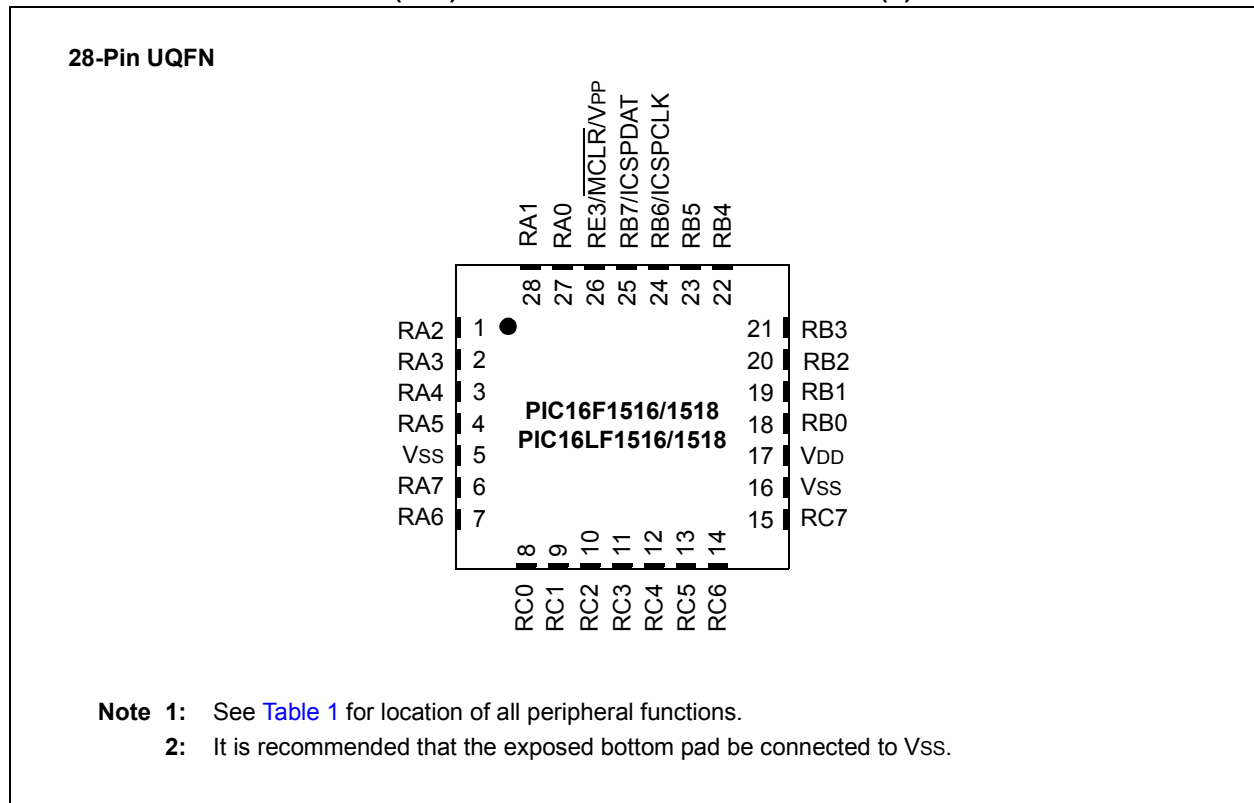 28-Pin UQFN
RA1
RA0
RE3/MCLR/VPP
RB7/ICSPDAT
RB6/ICSPCLK
RB5
RB4
28 27 26 25 24 23 22
RA2 1
RA3 2
RA4 3
RA5 4
VSS 5
RA7 6
RA6 7
PIC16F1516/1518
PIC16LF1516/1518
21 RB3
20 RB2
19 RB1
18 RB0
17 VDD
16 VSS
15 RC7
8 9 10 11 12 13 14
RC0
RC1
RC2
RC3
RC4
RC5
RC6
Note 1: See Table 1 for location of all peripheral functions.
2: It is recommended that the exposed bottom pad be connected to VSS.